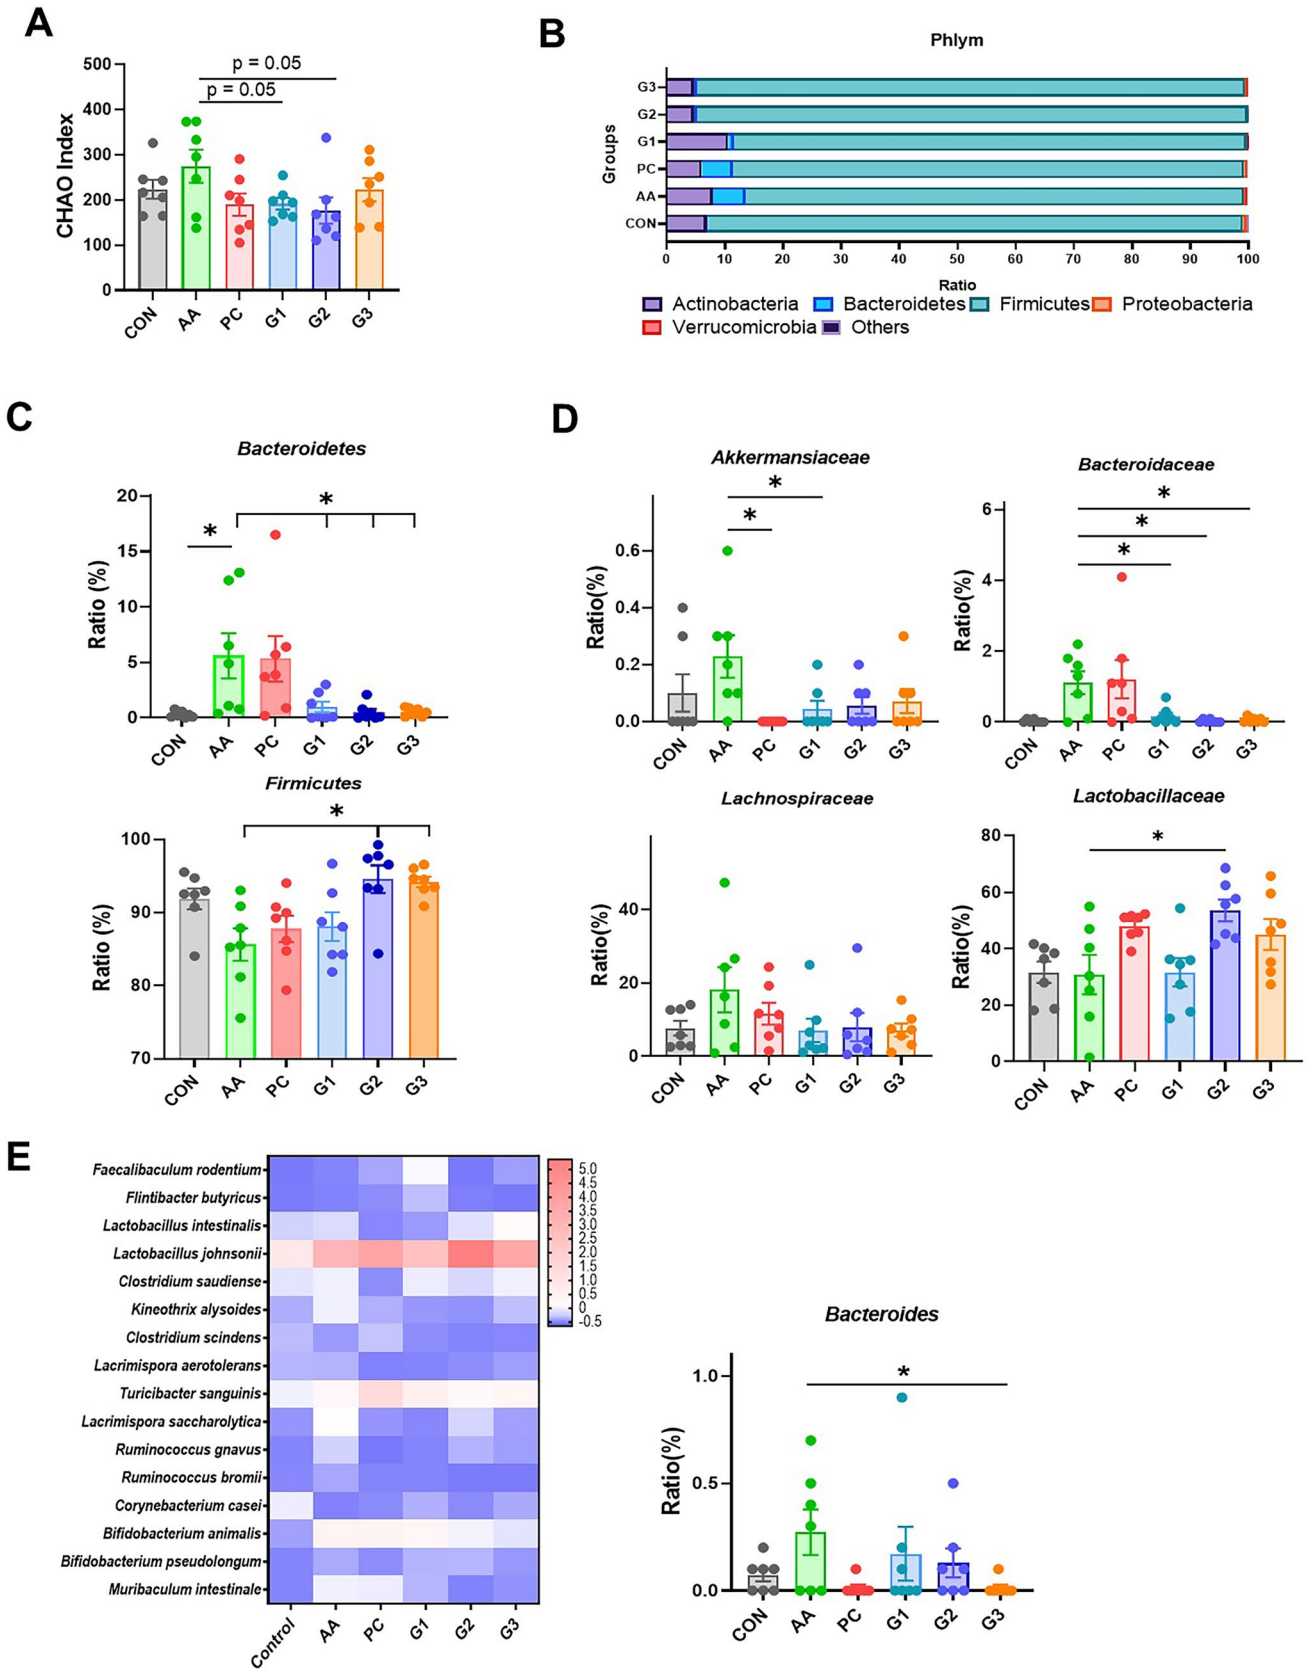 A
CHAO Index
500
400
300
200
100
0
p = 0.05
p = 0.05
CON
AA
PC
G1
G2
G3
B
Phlym
Groups
G3
G2
G1
PC
AA
CON
0 10 20 30 40 50 60 70 80 90 100
Ratio
Actinobacteria Bacteroidetes Firmicutes Proteobacteria
Verrucomicrobia Others
C
Bacteroidetes
Ratio (%)
20
15
10
5
0
*
*
CON
AA
PC
G1
G2
G3
Firmicutes
Ratio (%)
100
90
80
70
*
CON
AA
PC
G1
G2
G3
D
Akkermansiaceae
Ratio(%)
0.6
0.4
0.2
0.0
*
*
CON
AA
PC
G1
G2
G3
Bacteroidaceae
Ratio(%)
6
4
2
0
*
*
*
CON
AA
PC
G1
G2
G3
Lachnospiraceae
Ratio(%)
40
20
0
CON
AA
PC
G1
G2
G3
Lactobacillaceae
Ratio(%)
80
60
40
20
0
*
CON
AA
PC
G1
G2
G3
E
Faecalibaculum rodentium
Flintibacter butyricus
Lactobacillus intestinalis
Lactobacillus johnsonii
Clostridium saudiense
Kineothrix alysoides
Clostridium scindens
Lacrimispora aerotolerans
Turicibacter sanguinis
Lacrimispora saccharolytica
Ruminococcus gnavus
Ruminococcus bromii
Corynebacterium casei
Bifidobacterium animalis
Bifidobacterium pseudolongum
Muribaculum intestinale
Control
AA
PC
G1
G2
G3
5.0
4.5
4.0
3.5
3.0
2.5
2.0
1.5
1.0
0.5
0
-0.5
Bacteroides
Ratio(%)
1.0
0.5
0.0
*
CON
AA
PC
G1
G2
G3